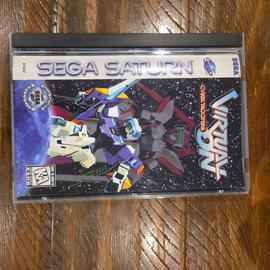 SEGA SATURN
SEGA
CYBER TROOPERS
VIRTUAL
ON